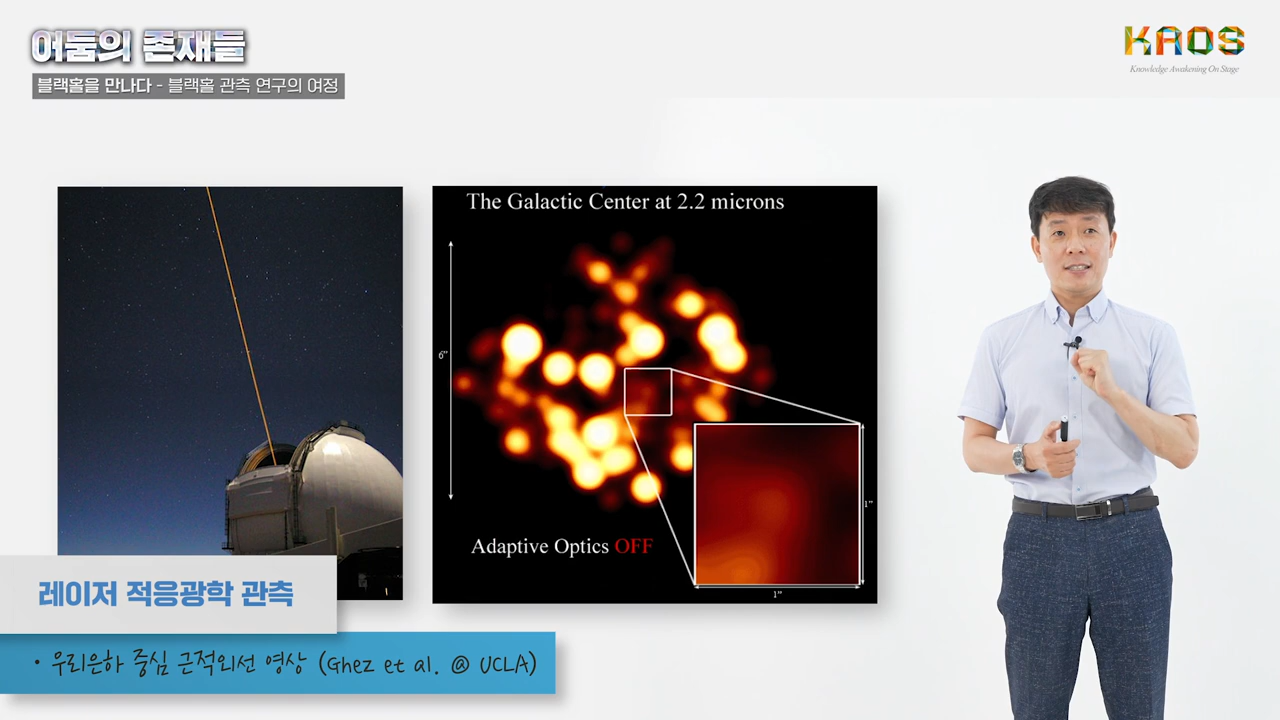 어둠의 존재들
블랙홀을 만나다 - 블랙홀 관측 연구의 여정
KAOS
Knowledge Awakening On Stage
The Galactic Center at 2.2 microns
6"
1"
Adaptive Optics OFF
1"
레이저 적응광학 관측
· 우리은하 중심 근적외선 영상 (Ghez et al. @ UCLA)